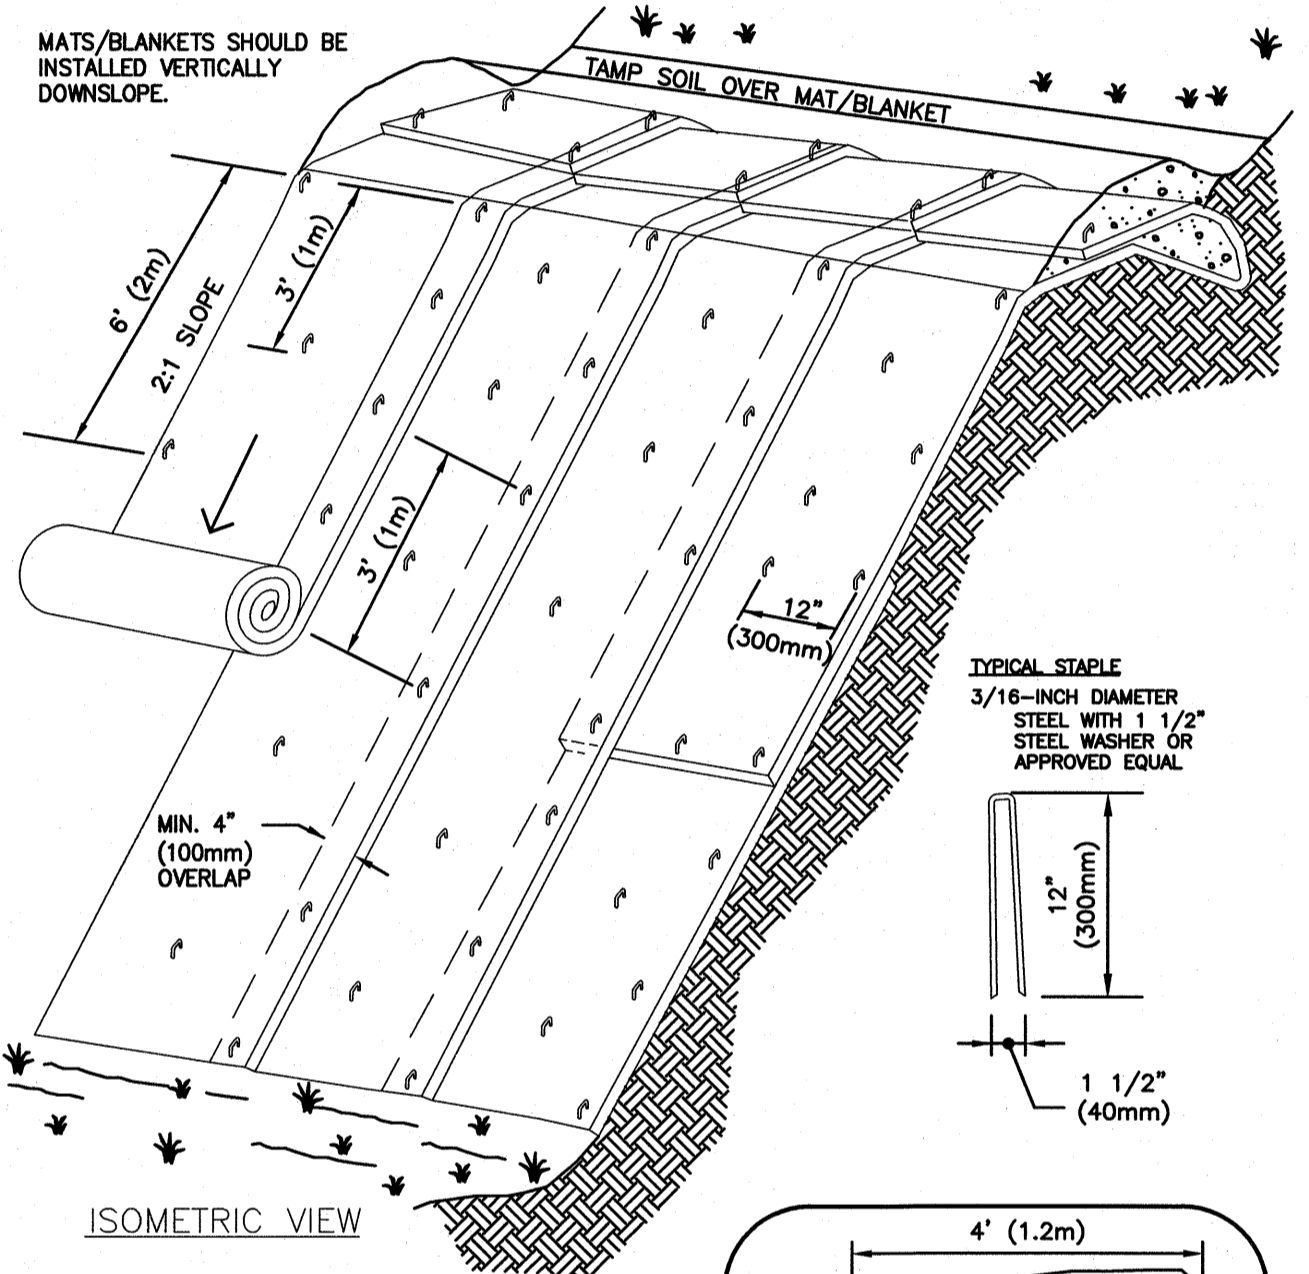 MATS/BLANKETS SHOULD BE
INSTALLED VERTICALLY
DOWNSLOPE.
TAMP SOIL OVER MAT/BLANKET
6' (2m)
2:1 SLOPE
3' (1m)
3' (1m)
12"
(300mm)
MIN. 4"
(100mm)
OVERLAP
TYPICAL STAPLE
3/16-INCH DIAMETER
STEEL WITH 1 1/2"
STEEL WASHER OR
APPROVED EQUAL
12"
(300mm)
1 1/2"
(40mm)
ISOMETRIC VIEW
4' (1.2m)